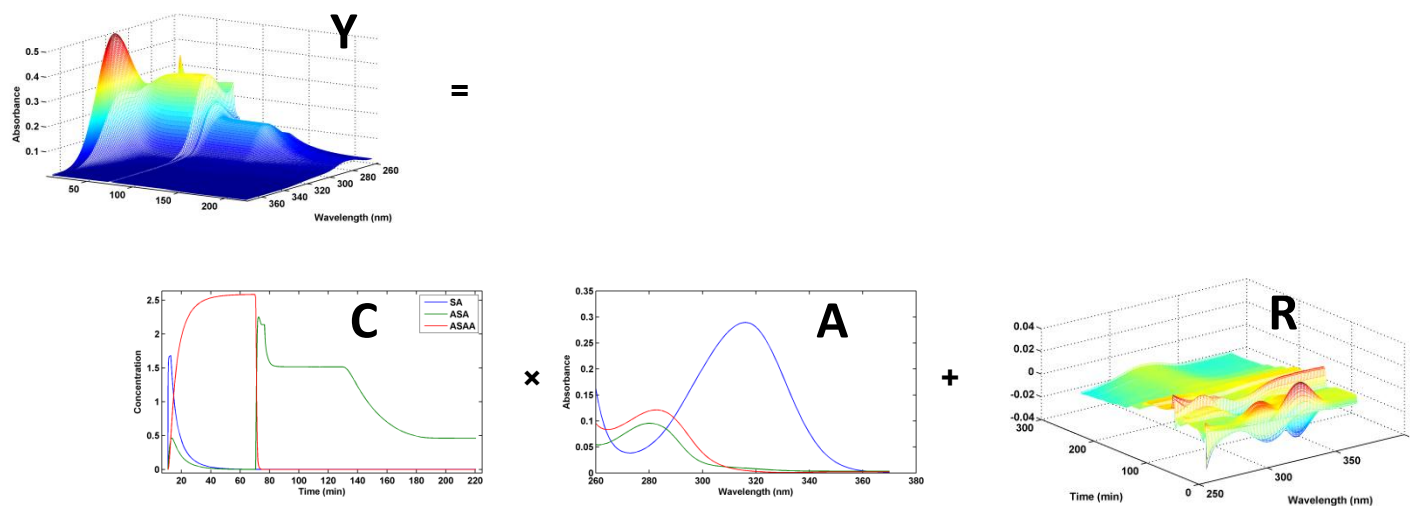 Y
=
0.5
0.4
0.3
0.2
0.1
Absorbance
50
100
150
200
360
340
320
300
280
260
Wavelength (nm)
C
SA
ASA
ASAA
2.5
2
1.5
1
0.5
0
Concentration
20 40 60 80 100 120 140 160 180 200 220
Time (min)
×
A
0.35
0.3
0.25
0.2
0.15
0.1
0.05
0
Absorbance
260 280 300 320 340 360 380
Wavelength (nm)
+
R
0.04
0.02
0
-0.02
-0.04
300
200
100
0
Time (min)
250
300
350
Wavelength (nm)